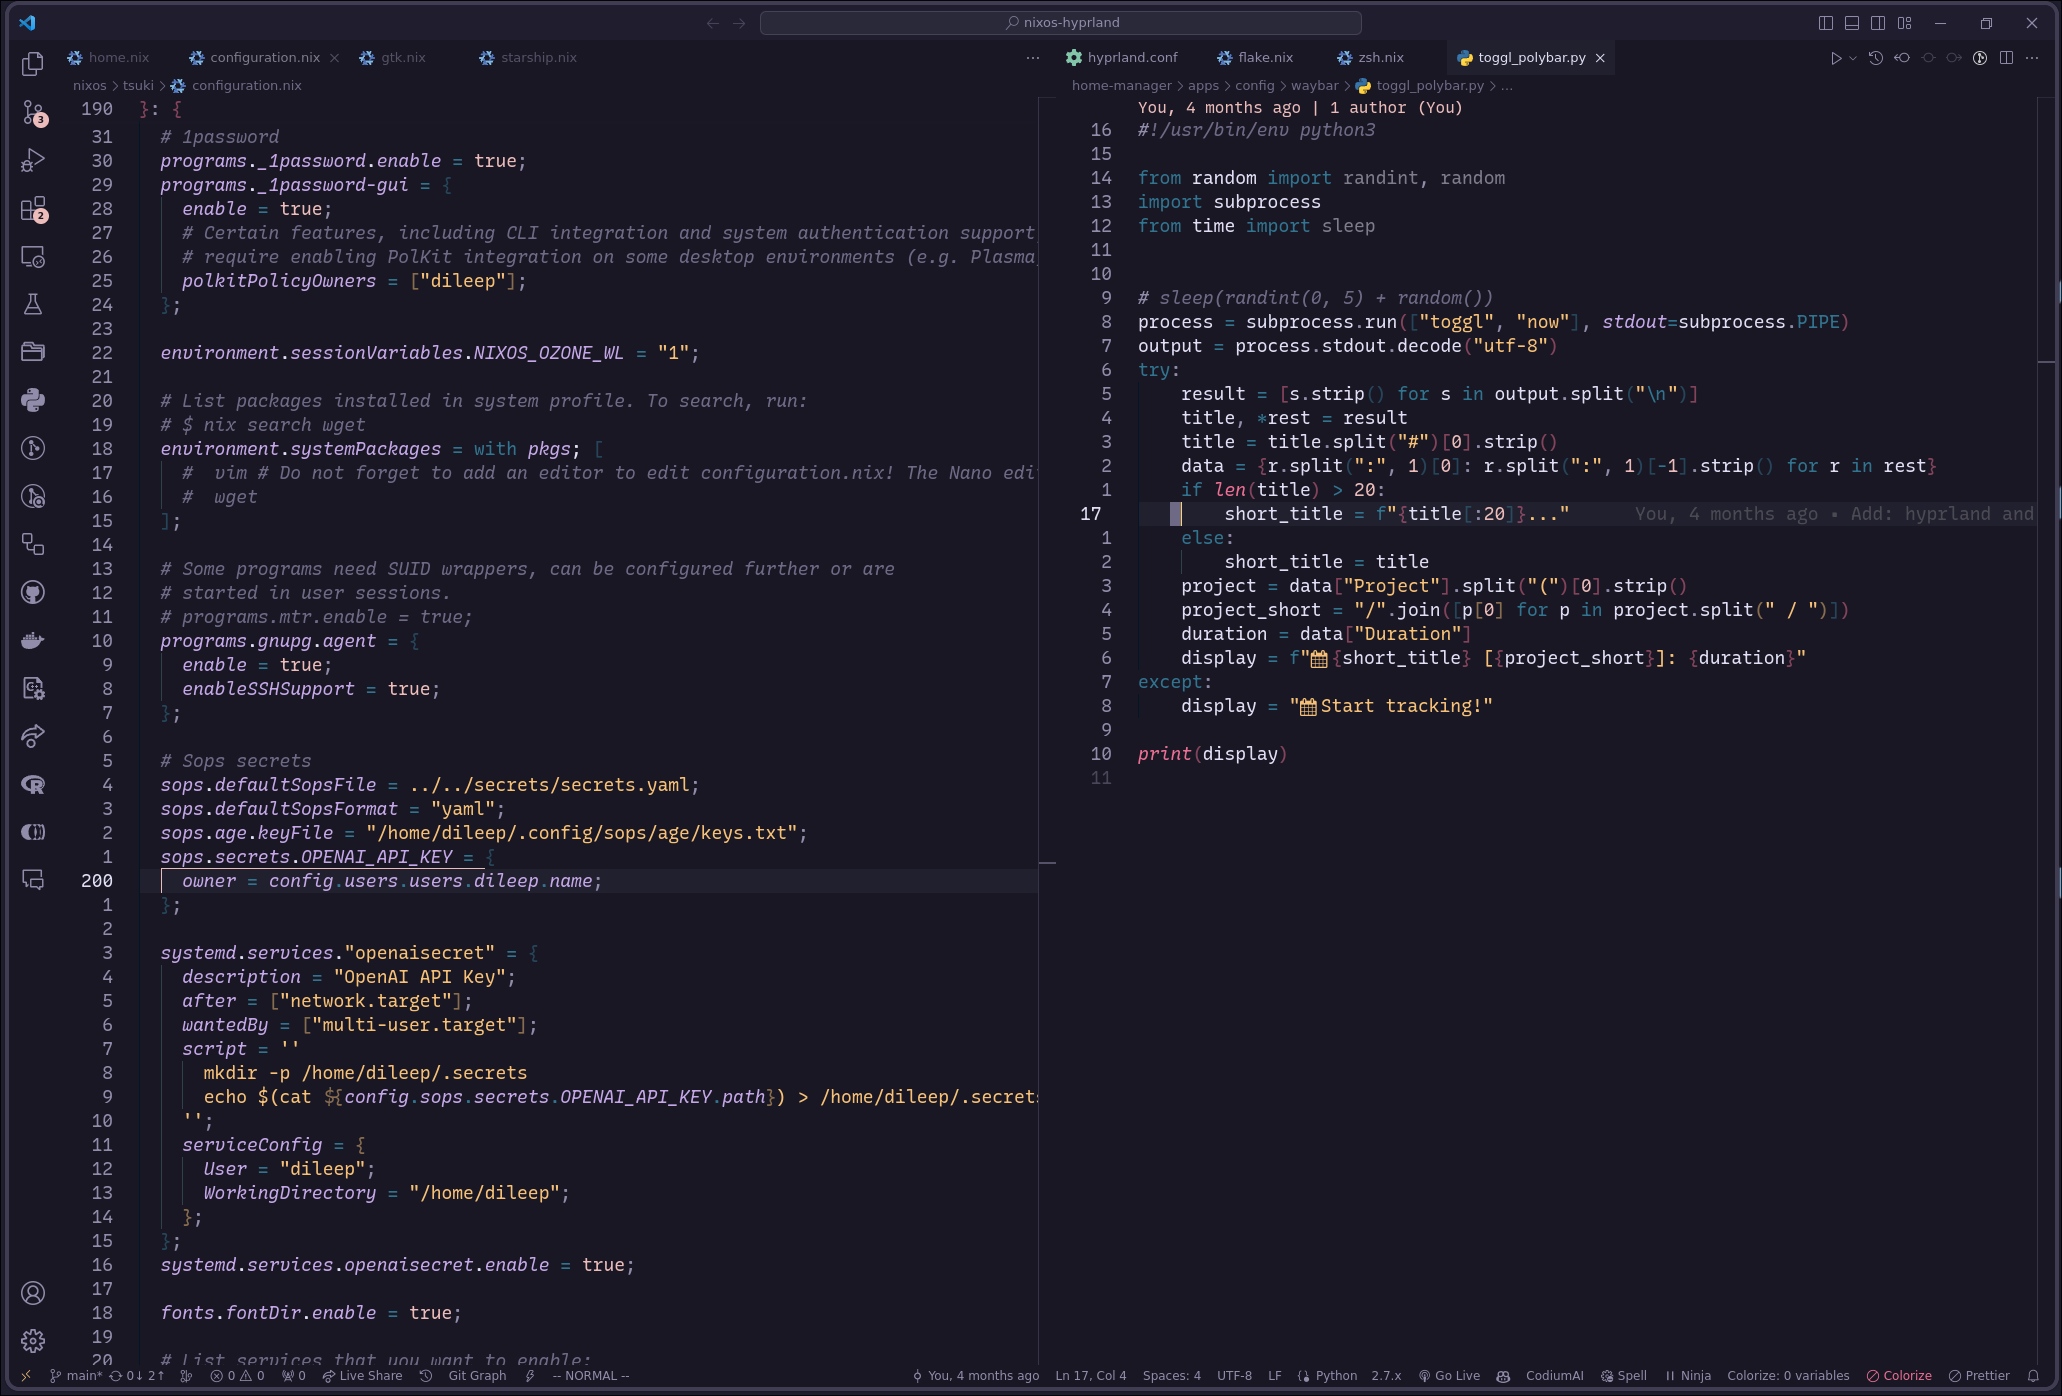 nixos-hyprland
home.nix
configuration.nix
gtk.nix
starship.nix
hyprland.conf
flake.nix
zsh.nix
toggl_polybar.py
nixos > tsuki > configuration.nix
190 }: {
31 # 1password
30 programs._1password.enable = true;
29 programs._1password-gui = {
28 enable = true;
27 # Certain features, including CLI integration and system authentication support,
26 # require enabling PolKit integration on some desktop environments (e.g. Plasma
25 polkitPolicyOwners = ["dileep"];
24 };
23
22 environment.sessionVariables.NIXOS_OZONE_WL = "1";
21
20 # List packages installed in system profile. To search, run:
19 # $ nix search wget
18 environment.systemPackages = with pkgs; [
17 #  vim # Do not forget to add an editor to edit configuration.nix! The Nano edi
16 #  wget
15 ];
14
13 # Some programs need SUID wrappers, can be configured further or are
12 # started in user sessions.
11 # programs.mtr.enable = true;
10 programs.gnupg.agent = {
9 enable = true;
8 enableSSHSupport = true;
7 };
6
5 # Sops secrets
4 sops.defaultSopsFile = ../../secrets/secrets.yaml;
3 sops.defaultSopsFormat = "yaml";
2 sops.age.keyFile = "/home/dileep/.config/sops/age/keys.txt";
1 sops.secrets.OPENAI_API_KEY = {
200 owner = config.users.users.dileep.name;
1 };
2
3 systemd.services."openaisecret" = {
4 description = "OpenAI API Key";
5 after = ["network.target"];
6 wantedBy = ["multi-user.target"];
7 script = ''
8 mkdir -p /home/dileep/.secrets
9 echo $(cat ${config.sops.secrets.OPENAI_API_KEY.path}) > /home/dileep/.secret
10 '';
11 serviceConfig = {
12 User = "dileep";
13 WorkingDirectory = "/home/dileep";
14 };
15 };
16 systemd.services.openaisecret.enable = true;
17
18 fonts.fontDir.enable = true;
19
20 # List services that you want to enable:
home-manager > apps > config > waybar > toggl_polybar.py > ...
You, 4 months ago | 1 author (You)
16 #!/usr/bin/env python3
15
14 from random import randint, random
13 import subprocess
12 from time import sleep
11
10
9 # sleep(randint(0, 5) + random())
8 process = subprocess.run(["toggl", "now"], stdout=subprocess.PIPE)
7 output = process.stdout.decode("utf-8")
6 try:
5 result = [s.strip() for s in output.split("\n")]
4 title, *rest = result
3 title = title.split("#")[0].strip()
2 data = {r.split(":", 1)[0]: r.split(":", 1)[-1].strip() for r in rest}
1 if len(title) > 20:
17 short_title = f"{title[:20]}..." You, 4 months ago • Add: hyprland and
1 else:
2 short_title = title
3 project = data["Project"].split("(")[0].strip()
4 project_short = "/".join([p[0] for p in project.split(" / ")])
5 duration = data["Duration"]
6 display = f"{short_title} [{project_short}]: {duration}"
7 except:
8 display = "Start tracking!"
9
10 print(display)
11
3
2
main* 0↓ 2↑ 0 0 0 Live Share Git Graph -- NORMAL -- You, 4 months ago Ln 17, Col 4 Spaces: 4 UTF-8 LF Python 2.7.x Go Live CodiumAI Spell Ninja Colorize: 0 variables Colorize Prettier